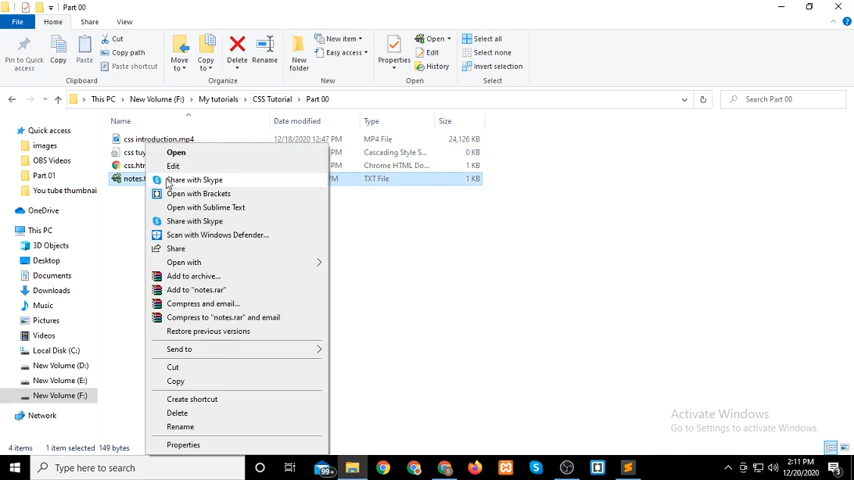 Part 00
File Home Share View
Pin to Quick access
Copy
Paste
Cut
Copy path
Paste shortcut
Clipboard
Move to
Copy to
Delete
Rename
Organize
New folder
New item
Easy access
New
Properties
Open
Edit
History
Open
Select all
Select none
Invert selection
Select
This PC > New Volume (F:) > My tutorials > CSS Tutorial > Part 00
Search Part 00
Name Date modified Type Size
css introduction.mp4 12/18/2020 12:47 PM MP4 File 24,126 KB
css tu PM Cascading Style S... 0 KB
css.ht PM Chrome HTML Do... 1 KB
notes. PM TXT File 1 KB
Quick access
images
OBS Videos
Part 01
You tube thumbnai
OneDrive
This PC
3D Objects
Desktop
Documents
Downloads
Music
Pictures
Videos
Local Disk (C:)
New Volume (D:)
New Volume (E:)
New Volume (F:)
Network
Open
Edit
Share with Skype
Open with Brackets
Open with Sublime Text
Share with Skype
Scan with Windows Defender...
Share
Open with
Add to archive...
Add to "notes.rar"
Compress and email...
Compress to "notes.rar" and email
Restore previous versions
Send to
Cut
Copy
Create shortcut
Delete
Rename
Properties
Activate Windows
Go to Settings to activate Windows.
4 items 1 item selected 149 bytes
Type here to search
99+
2:11 PM
12/20/2020
3